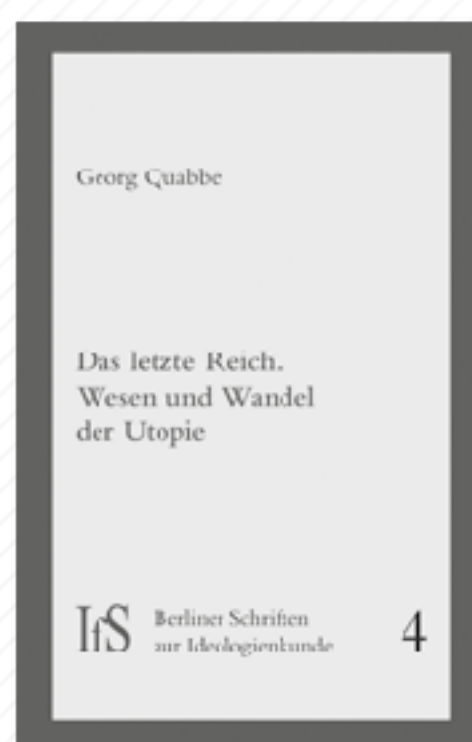 Georg Quabbe
Das letzte Reich.
Wesen und Wandel
der Utopie
IfS
Berliner Schriften
zur Ideologienkunde
4